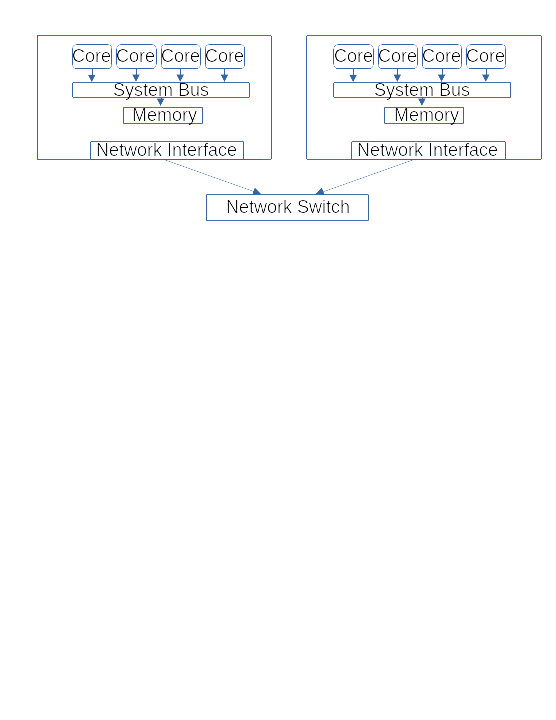 Core Core Core Core
System Bus
Memory
Network Interface
Core Core Core Core
System Bus
Memory
Network Interface
Network Switch